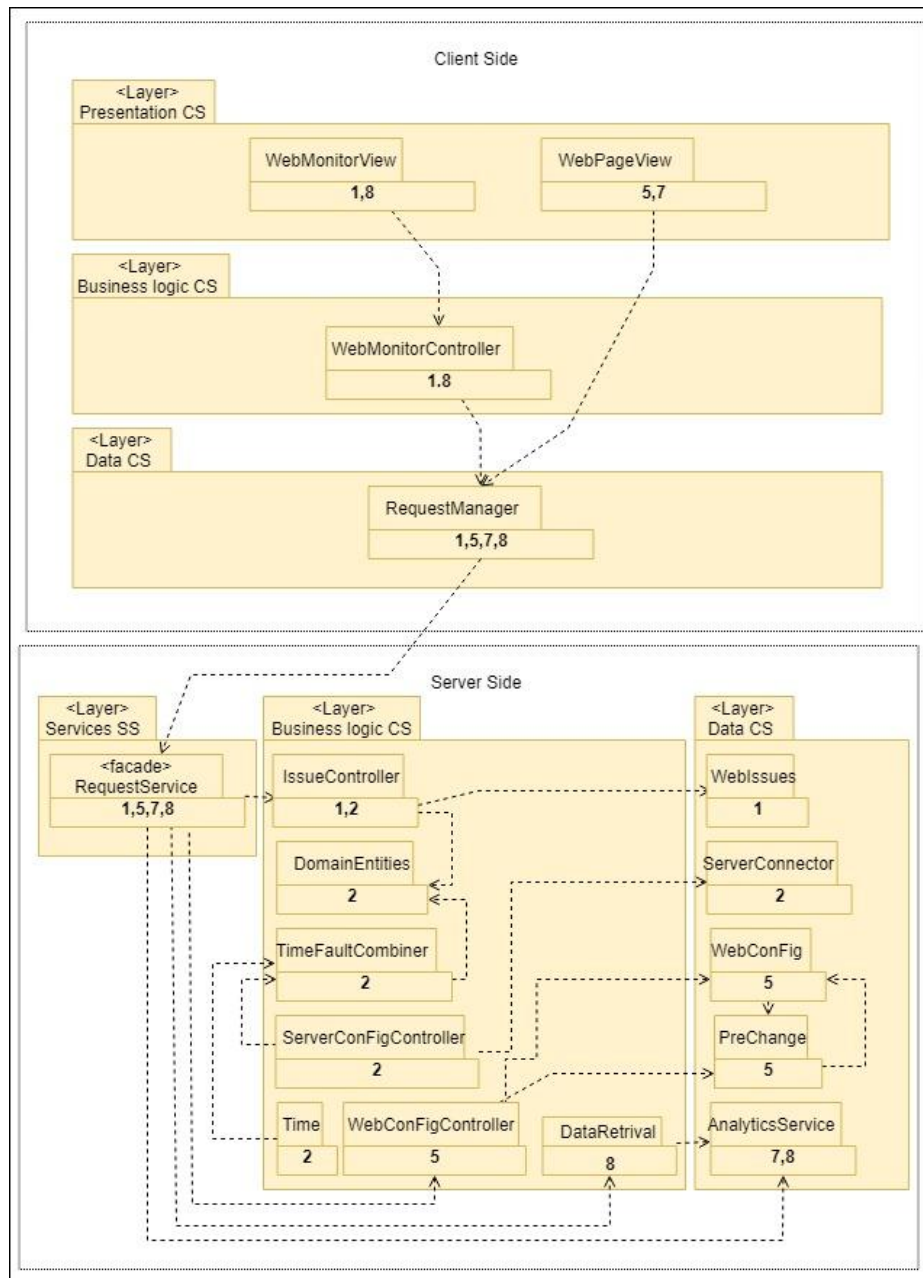 Client Side
<Layer>
Presentation CS
WebMonitorView
1,8
WebPageView
5,7
<Layer>
Business logic CS
WebMonitorController
1.8
<Layer>
Data CS
RequestManager
1,5,7,8
Server Side
<Layer>
Services SS
<facade>
RequestService
1,5,7,8
<Layer>
Business logic CS
IssueController
1,2
DomainEntities
2
TimeFaultCombiner
2
ServerConFigController
2
Time
2
WebConFigController
5
DataRetrival
8
<Layer>
Data CS
WebIssues
1
ServerConnector
2
WebConFig
5
PreChange
5
AnalyticsService
7,8